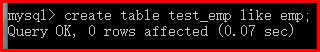 mysql> create table test_emp like emp;
Query OK, 0 rows affected (0.07 sec)